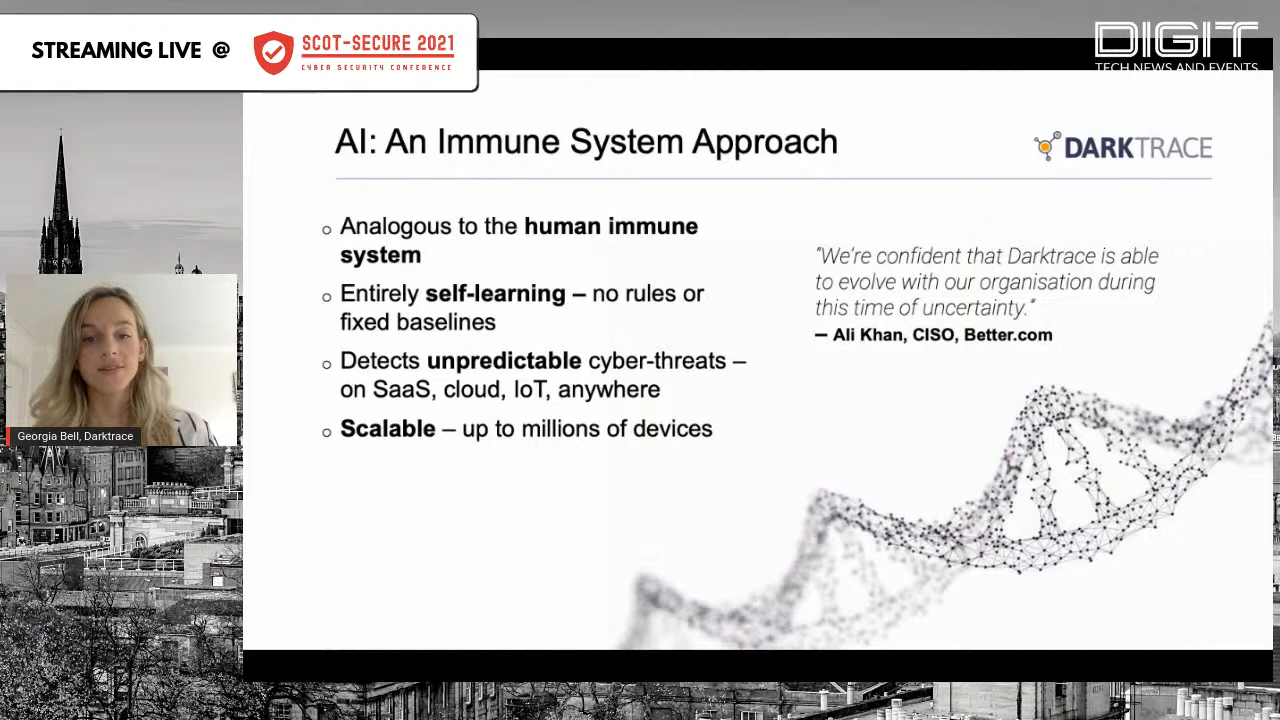 STREAMING LIVE @
SCOT-SECURE 2021
CYBER SECURITY CONFERENCE
DIGIT
TECH NEWS AND EVENTS
AI: An Immune System Approach
DARKTRACE
Analogous to the human immune
system
Entirely self-learning – no rules or
fixed baselines
Detects unpredictable cyber-threats –
on SaaS, cloud, IoT, anywhere
Scalable – up to millions of devices
"We're confident that Darktrace is able
to evolve with our organisation during
this time of uncertainty."
– Ali Khan, CISO, Better.com
Georgia Bell, Darktrace